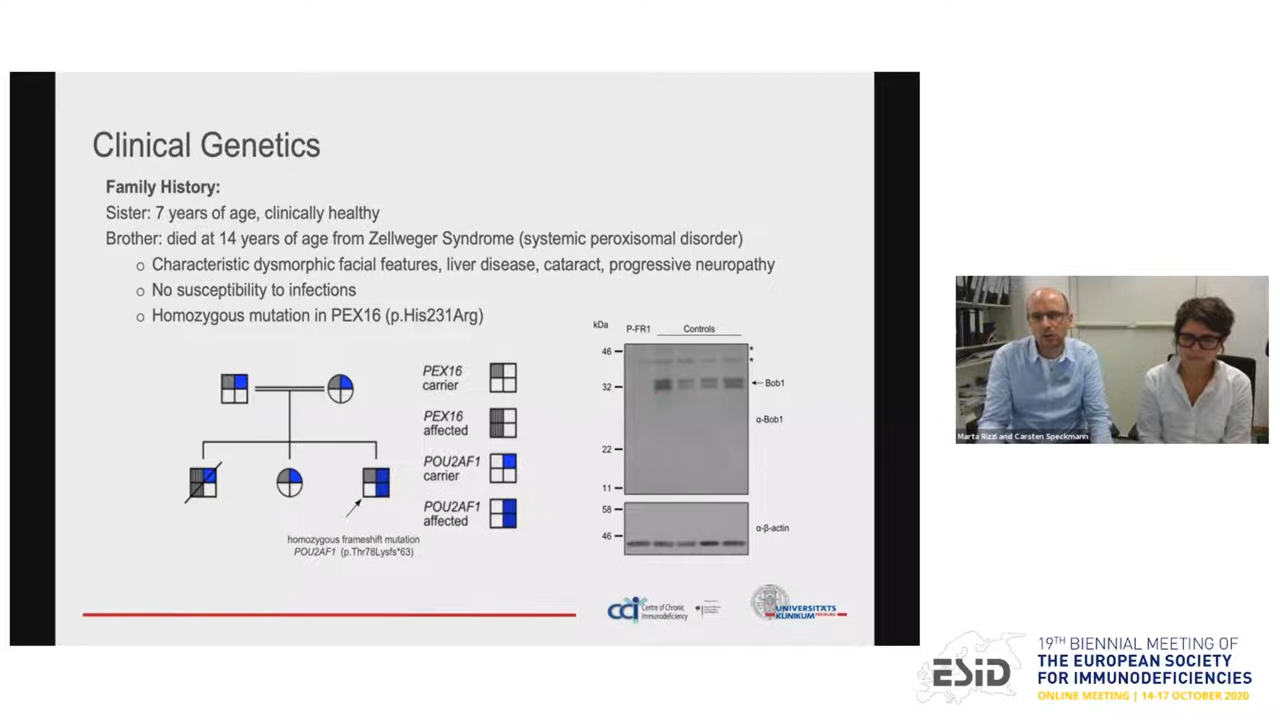 Clinical Genetics
Family History:
Sister: 7 years of age, clinically healthy
Brother: died at 14 years of age from Zellweger Syndrome (systemic peroxisomal disorder)
o Characteristic dysmorphic facial features, liver disease, cataract, progressive neuropathy
o No susceptibility to infections
o Homozygous mutation in PEX16 (p.His231Arg)
PEX16
carrier
PEX16
affected
POU2AF1
carrier
POU2AF1
affected
homozygous frameshift mutation
POU2AF1 (p.Thr78Lysfs*63)
kDa P-FR1 Controls
46
*
*
32
Bob1
α-Bob1
22
11
58
α-β-actin
46
CCI Centre of Chronic
Immunodeficiency
UNIVERSITÄTS
KLINIKUM FREIBURG
Marta Rizzi and Carsten Speckmann
ESID
19TH BIENNIAL MEETING OF
THE EUROPEAN SOCIETY
FOR IMMUNODEFICIENCIES
ONLINE MEETING | 14-17 OCTOBER 2020